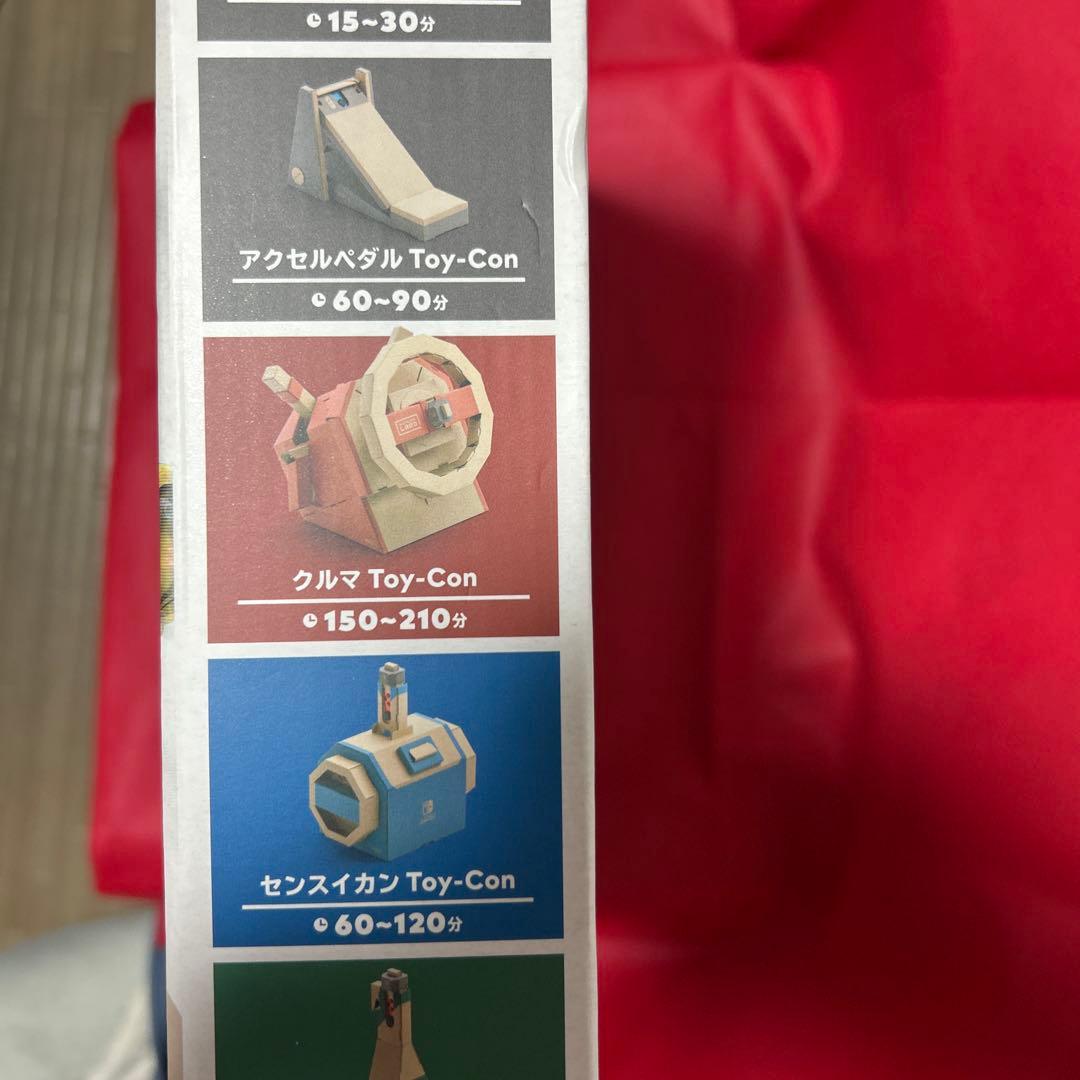 15~30分
アクセルペダル Toy-Con
60~90分
LABO
クルマ Toy-Con
150~210分
センスイカン Toy-Con
60~120分